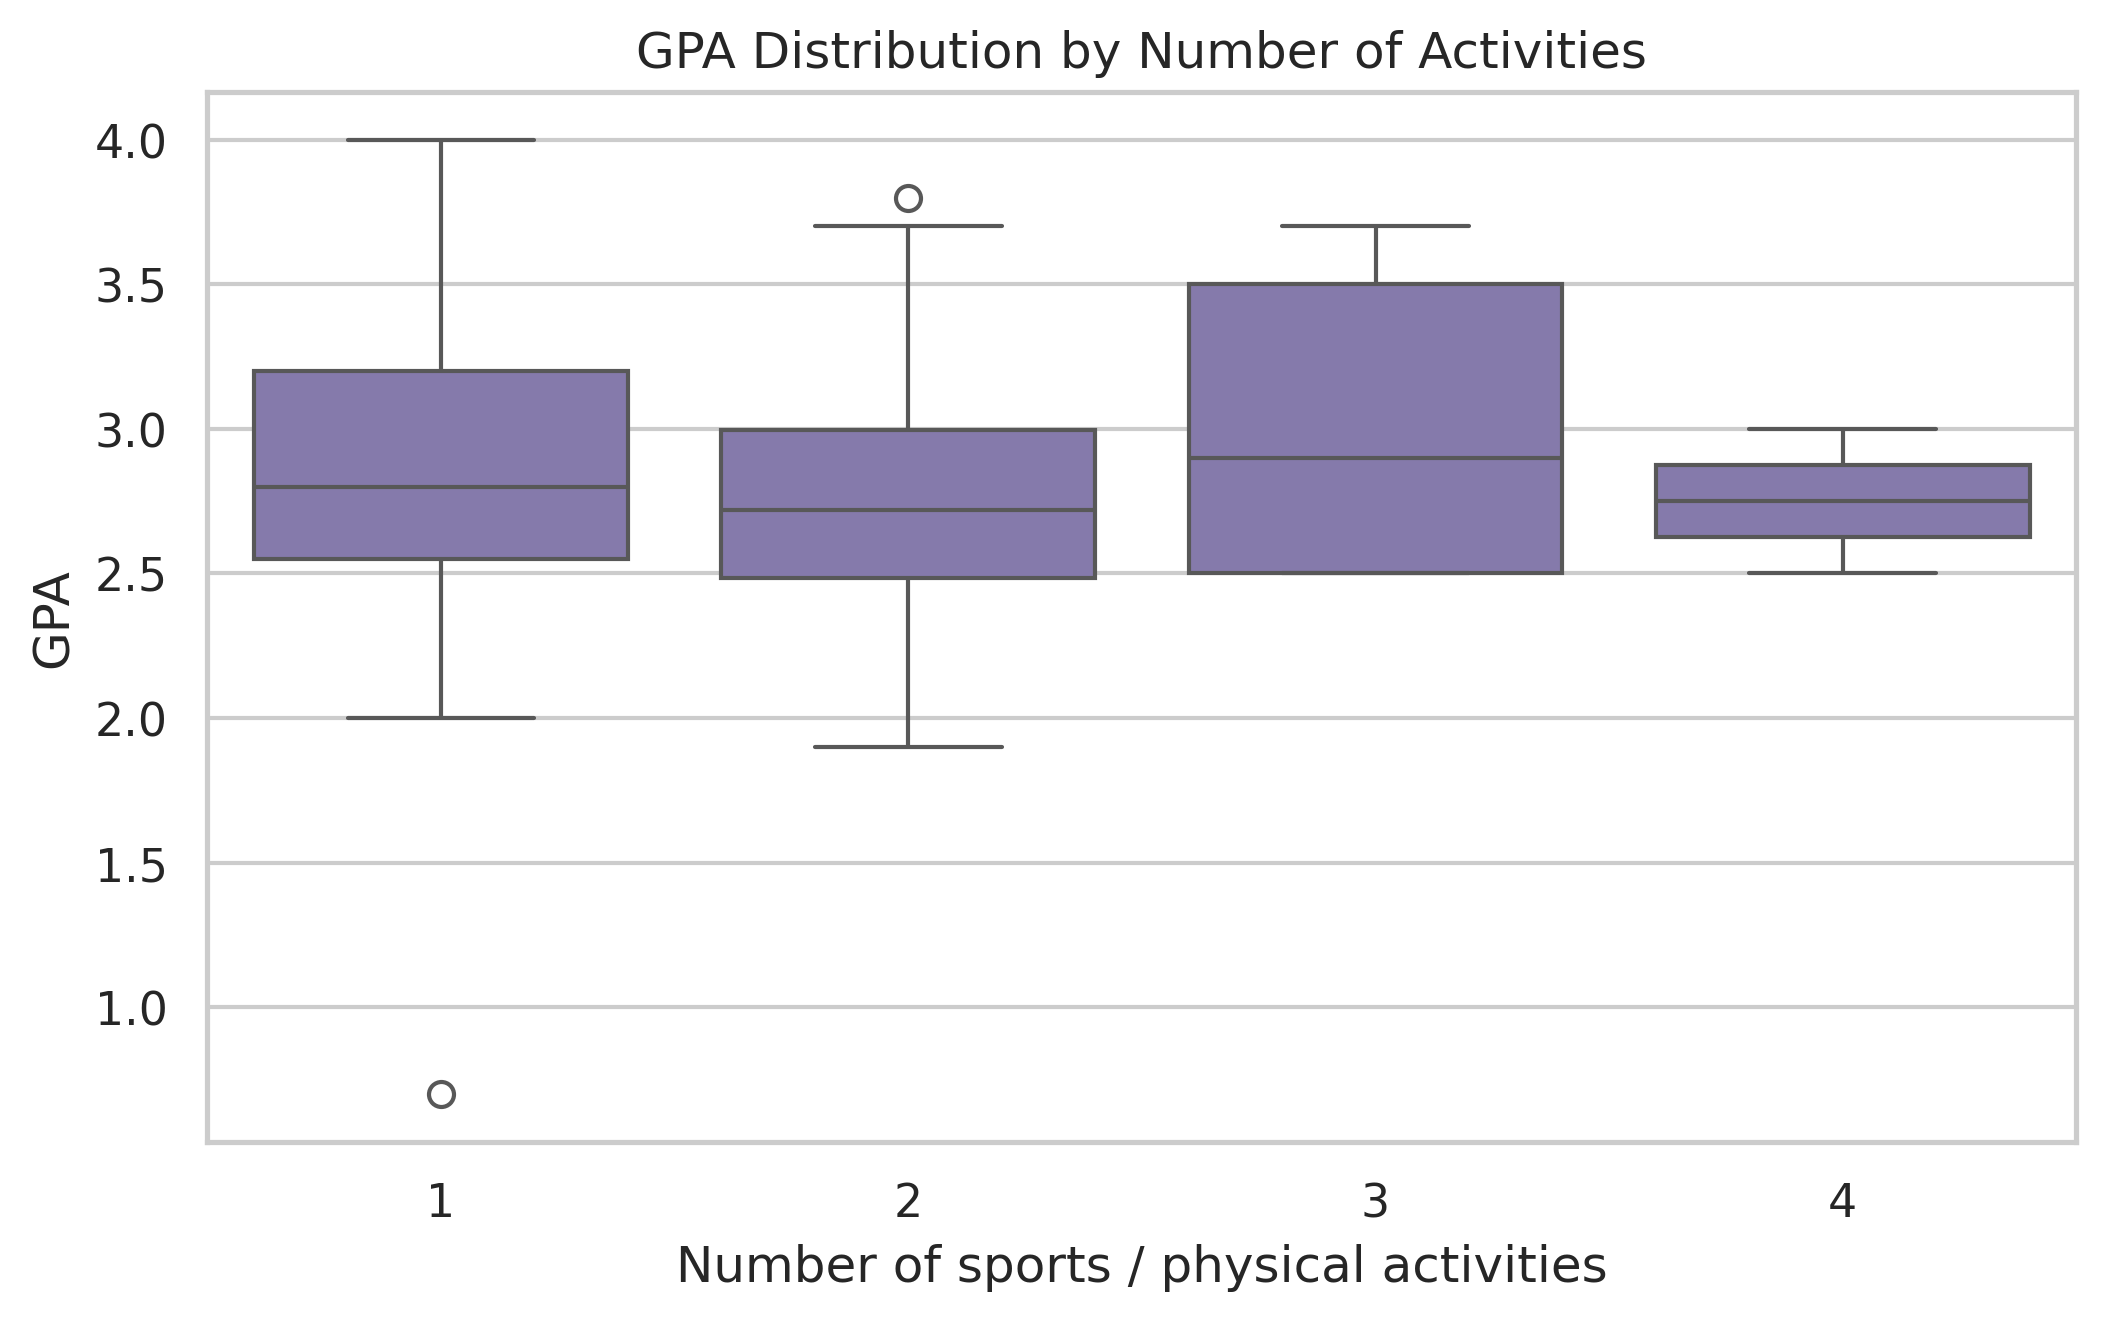 GPA Distribution by Number of Activities
4.0
3.5
3.0
2.5
2.0
1.5
1.0
GPA
1 2 3 4
Number of sports / physical activities